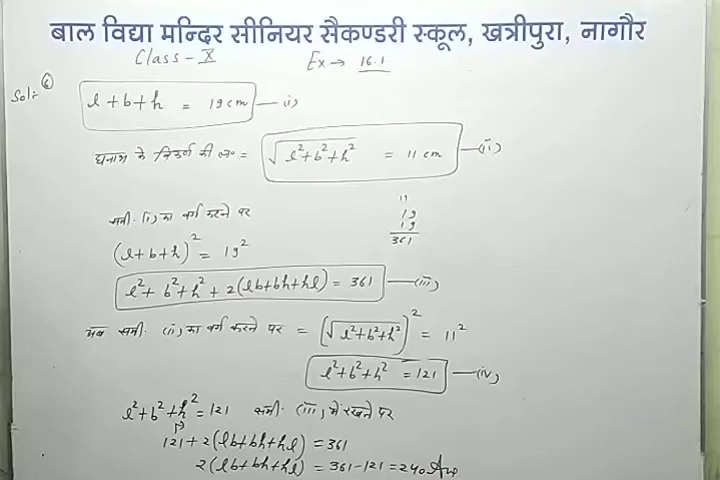 बाल विद्या मन्दिर सीनियर सैकण्डरी स्कूल, खत्रीपुरा, नागौर
Class - X Ex → 16.1
Sol:- 6
l + b + h = 19 cm — (i)
घनाभ के विकर्ण की ल० = √l²+b²+h² = 11 cm — (ii)
समी. (i) का वर्ग करने पर
19
19
361
(l+b+h)² = 19²
l² + b² + h² + 2(lb+bh+hl) = 361 — (iii)
अब समी. (ii) का वर्ग करने पर = (√l²+b²+h²)² = 11²
l²+b²+h² = 121 — (iv)
l²+b²+h² = 121 समी. (iii) में रखने पर
121 + 2(lb+bh+hl) = 361
2(lb+bh+hl) = 361-121 = 240 Ans